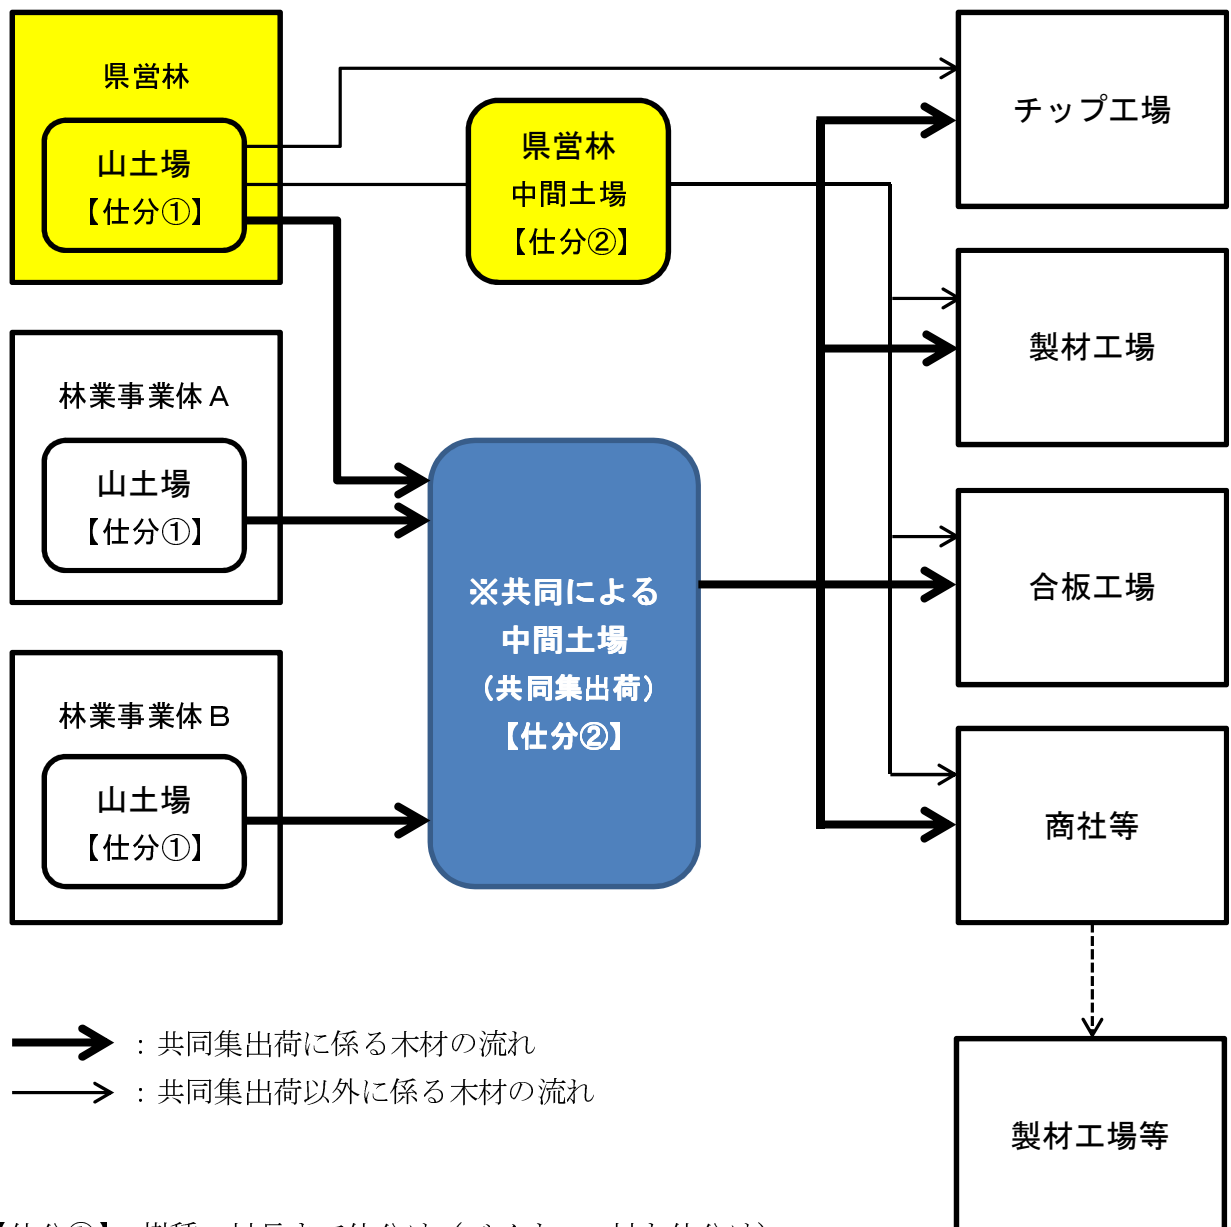 県営林
山土場
【仕分①】
県営林
中間土場
【仕分②】
チップ工場
製材工場
林業事業体A
山土場
【仕分①】
※共同による
中間土場
（共同集出荷）
【仕分②】
合板工場
林業事業体B
山土場
【仕分①】
商社等
：共同集出荷に係る木材の流れ
：共同集出荷以外に係る木材の流れ
製材工場等